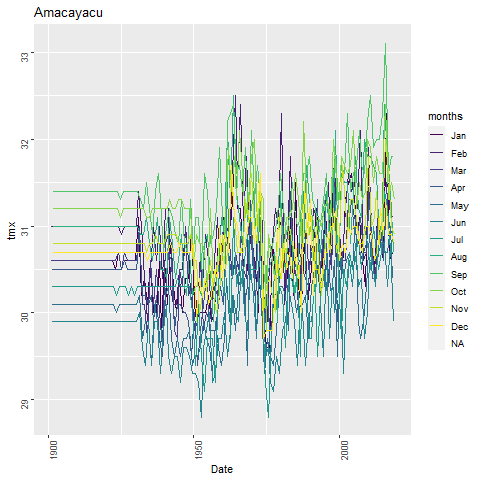 Amacayacu
33
32
31
30
29
tmx
1900
1950
2000
Date
months
Jan
Feb
Mar
Apr
May
Jun
Jul
Aug
Sep
Oct
Nov
Dec
NA